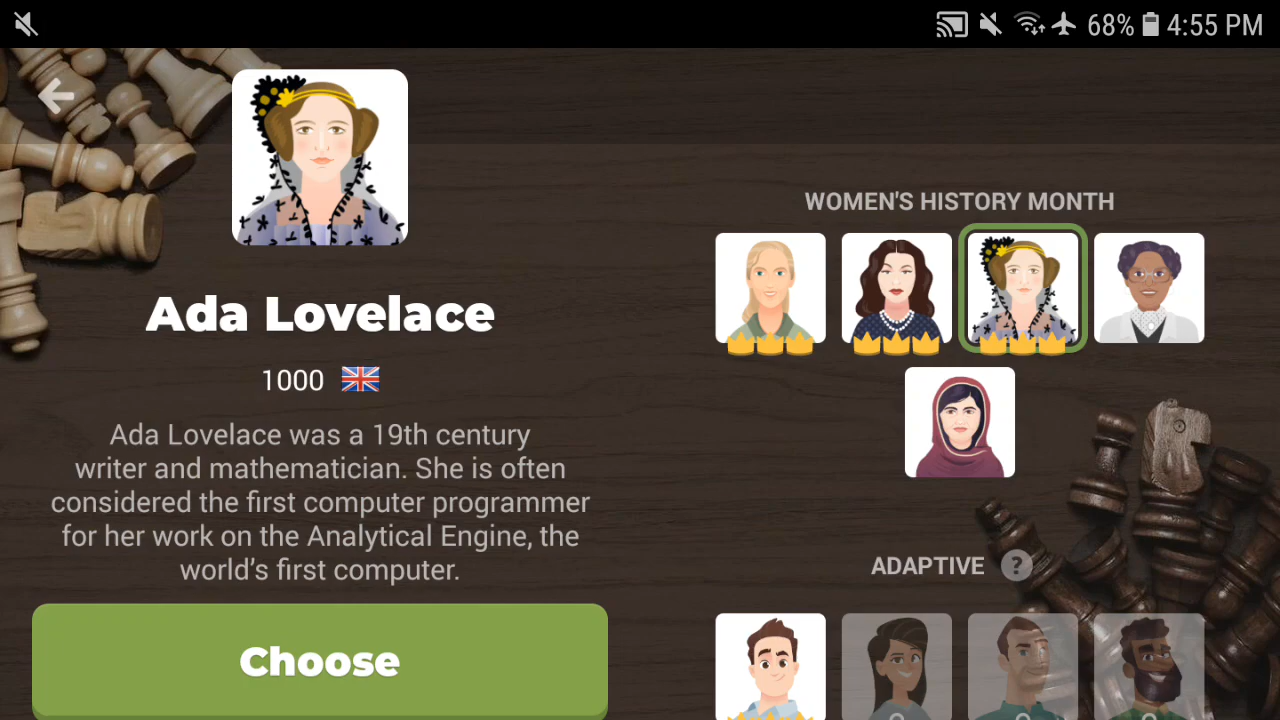 68% 4:55 PM
Ada Lovelace
1000
Ada Lovelace was a 19th century
writer and mathematician. She is often
considered the first computer programmer
for her work on the Analytical Engine, the
world’s first computer.
Choose
WOMEN'S HISTORY MONTH
ADAPTIVE ?